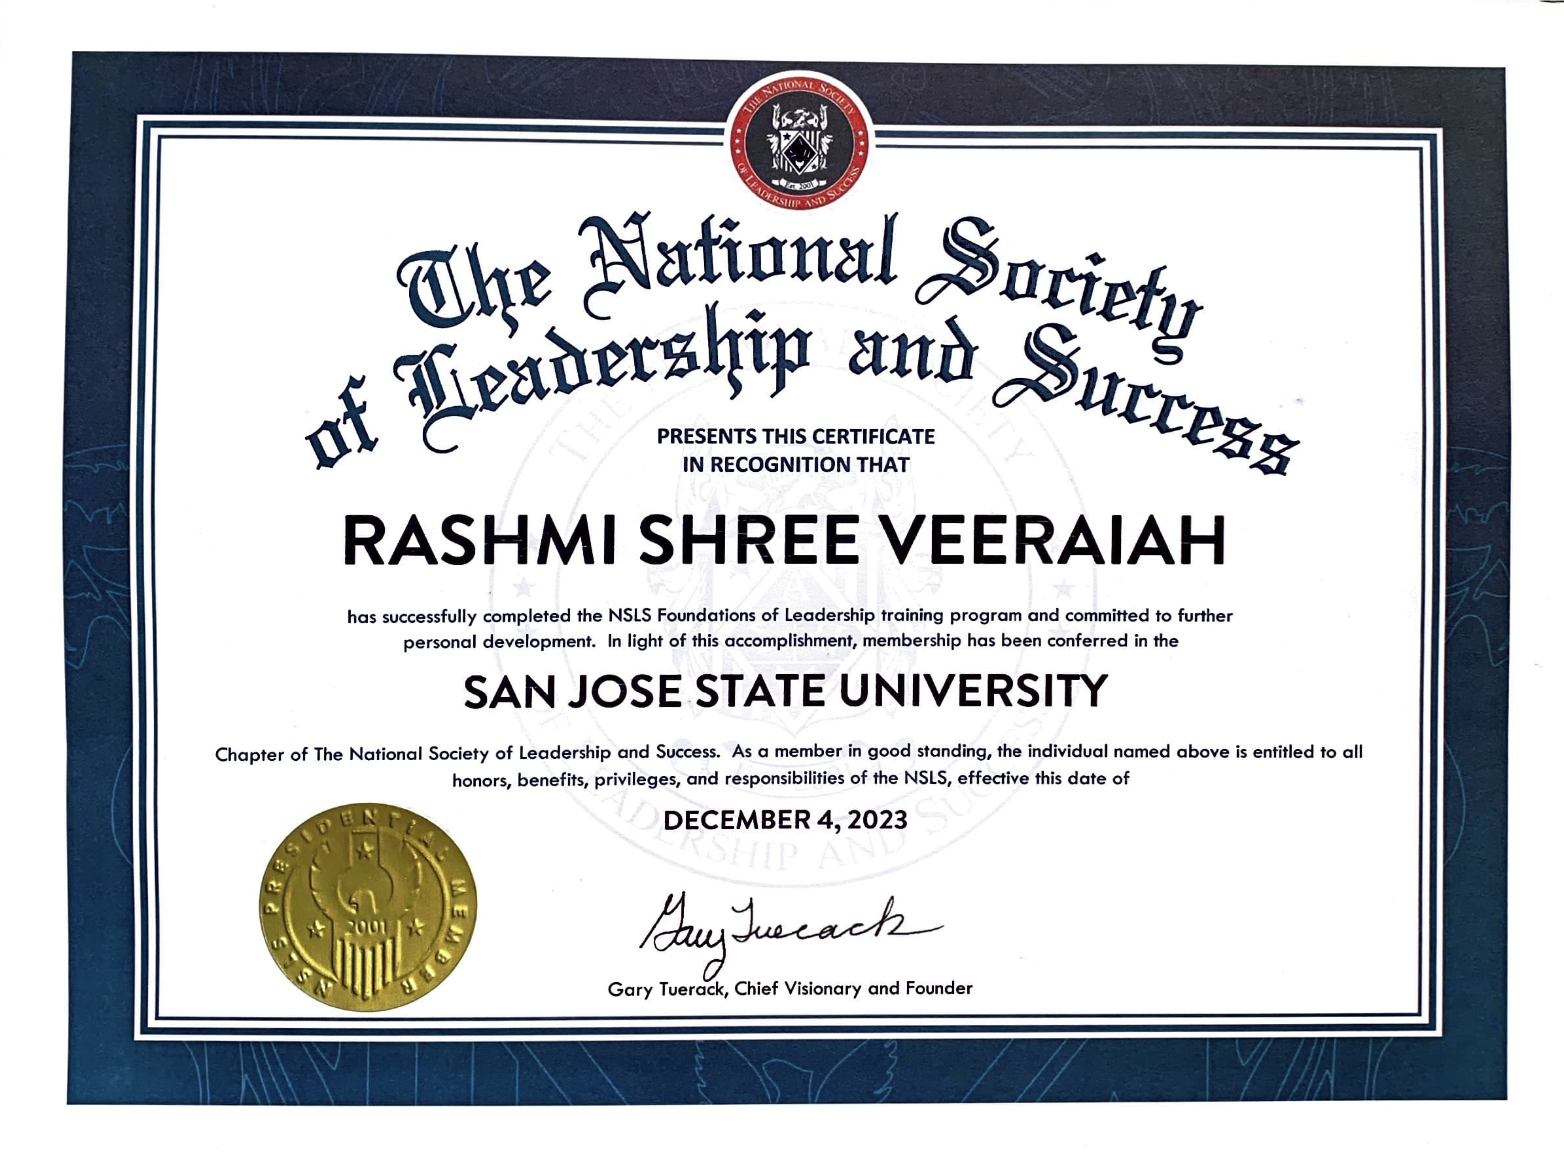 THE NATIONAL SOCIETY
OF LEADERSHIP AND SUCCESS
Est. 2001
The National Society
of Leadership and Success
PRESENTS THIS CERTIFICATE
IN RECOGNITION THAT
RASHMI SHREE VEERAIAH
has successfully completed the NSLS Foundations of Leadership training program and committed to further
personal development. In light of this accomplishment, membership has been conferred in the
SAN JOSE STATE UNIVERSITY
Chapter of The National Society of Leadership and Success. As a member in good standing, the individual named above is entitled to all
honors, benefits, privileges, and responsibilities of the NSLS, effective this date of
DECEMBER 4, 2023
NSLS PRESIDENTIAL MEMBER
2001
Gary Tuerack
Gary Tuerack, Chief Visionary and Founder